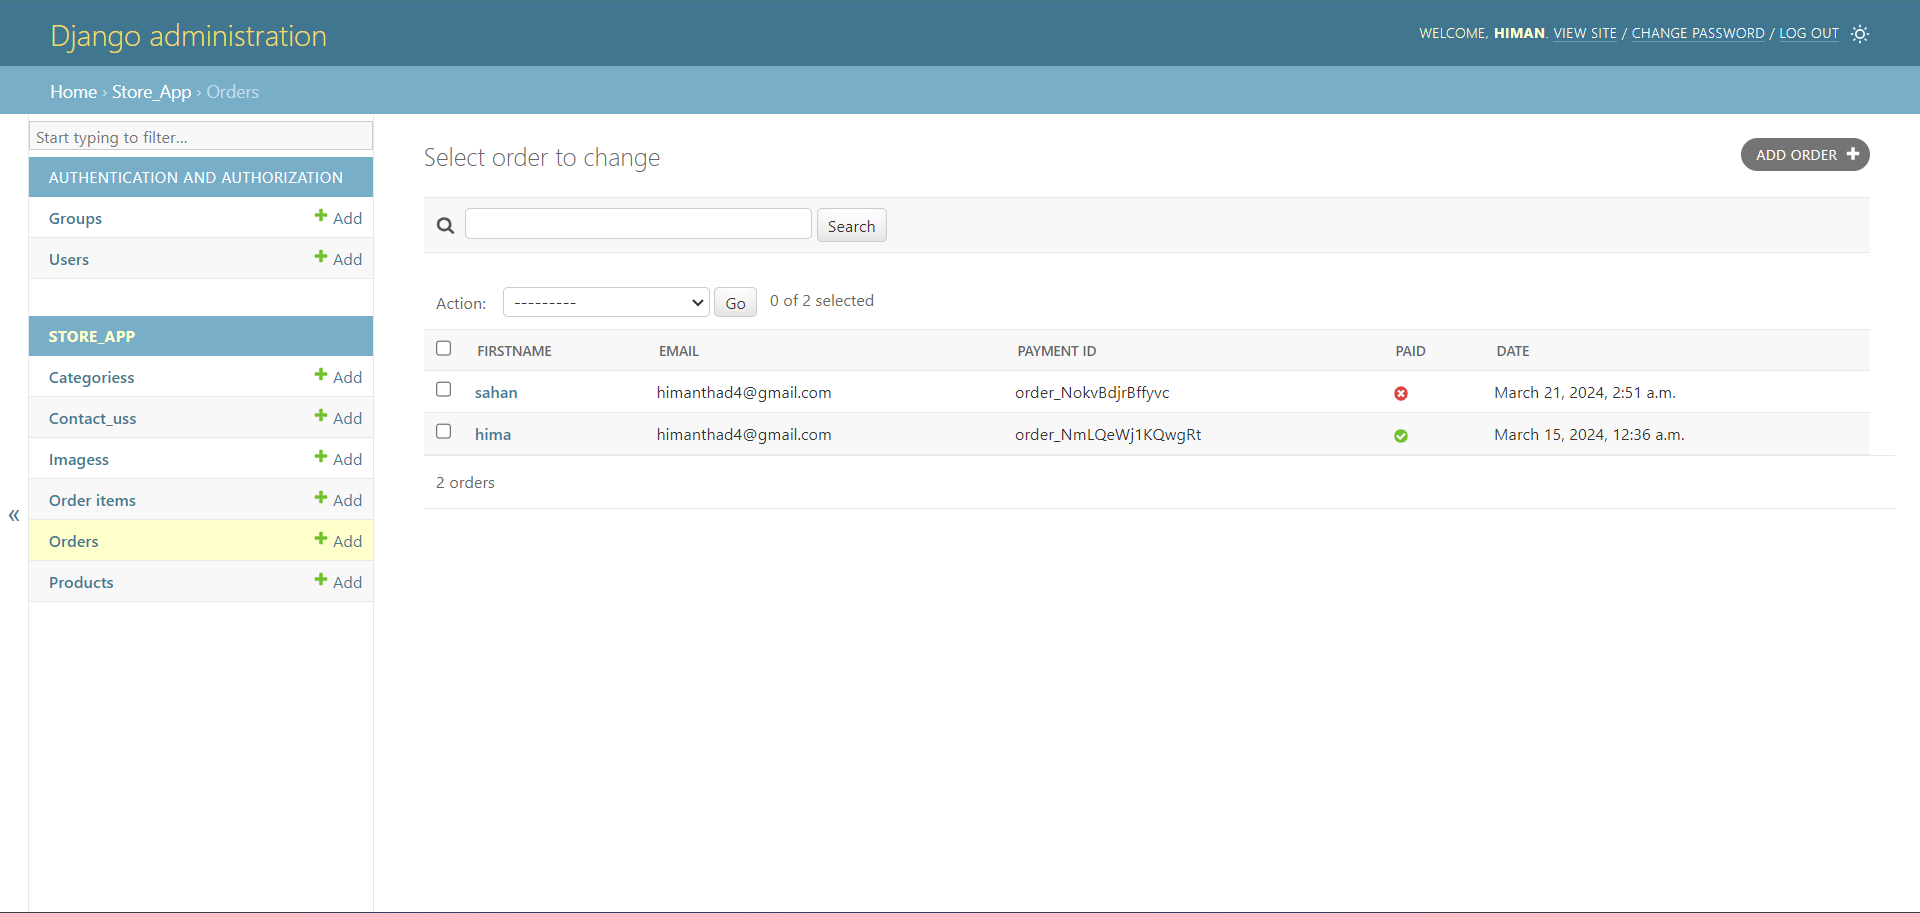 Django administration
WELCOME, HIMAN. VIEW SITE / CHANGE PASSWORD / LOG OUT
Home › Store_App › Orders
Start typing to filter...
AUTHENTICATION AND AUTHORIZATION
Groups Add
Users Add
STORE_APP
Categoriess Add
Contact_uss Add
Imagess Add
Order items Add
Orders Add
Products Add
«
Select order to change
ADD ORDER
Search
Action: --------- Go 0 of 2 selected
FIRSTNAME EMAIL PAYMENT ID PAID DATE
sahan himanthad4@gmail.com order_NokvBdjrBffyvc March 21, 2024, 2:51 a.m.
hima himanthad4@gmail.com order_NmLQeWj1KQwgRt March 15, 2024, 12:36 a.m.
2 orders